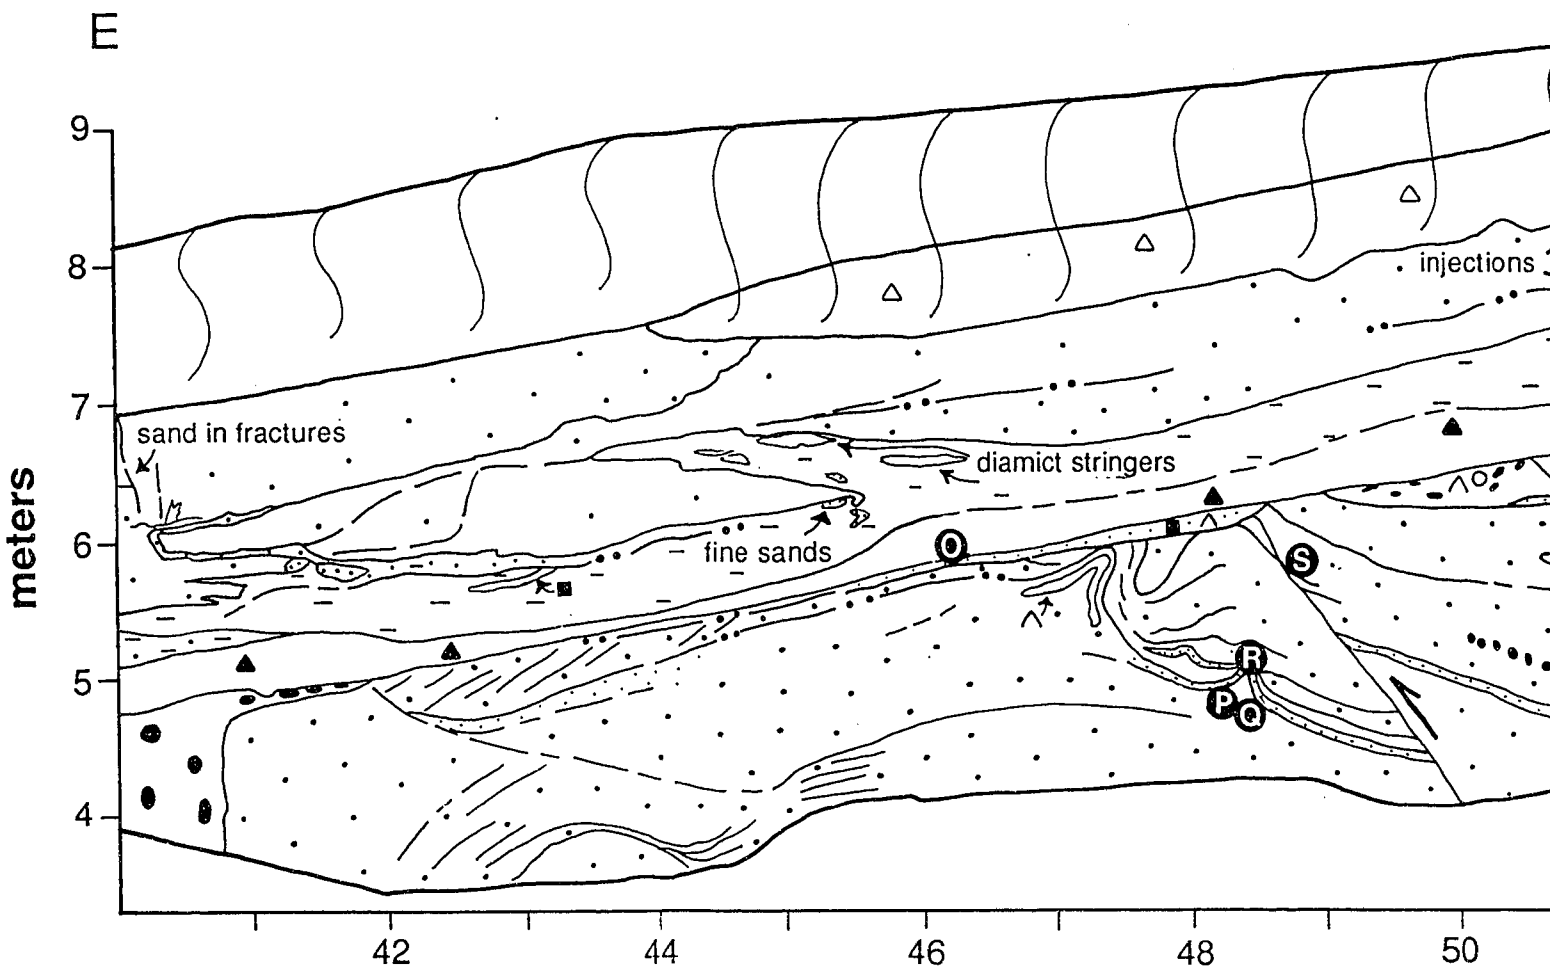 E
9
8
7
6
5
4
meters
injections
sand in fractures
diamict stringers
fine sands
O
S
R
P
Q
42
44
46
48
50